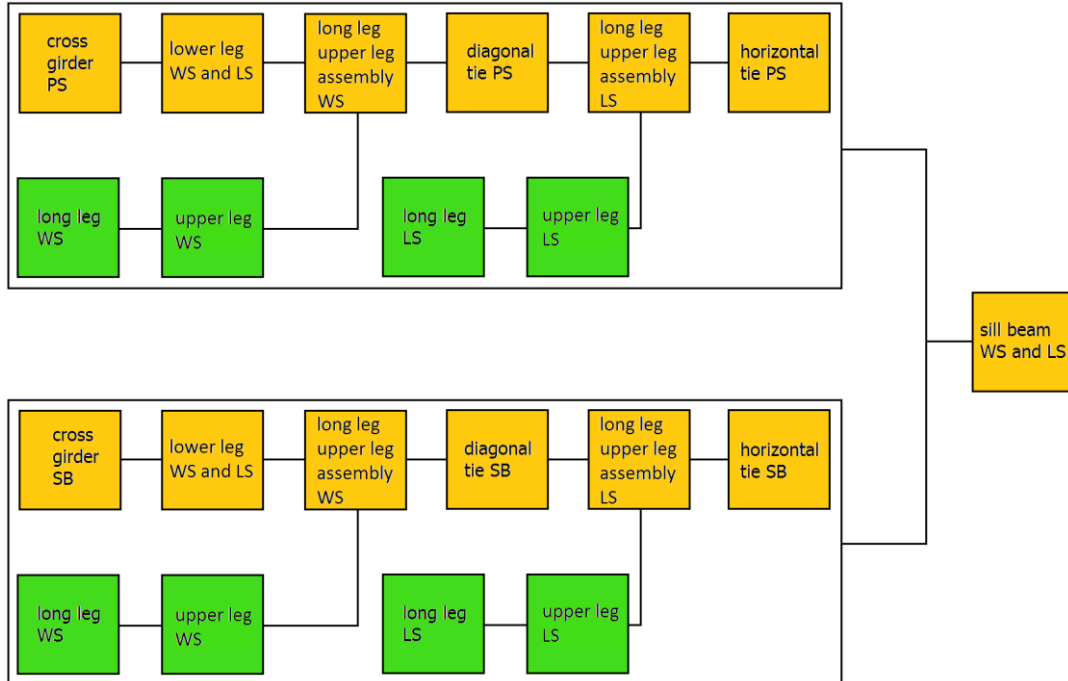 cross
girder
PS
lower leg
WS and LS
long leg
upper leg
assembly
WS
diagonal
tie PS
long leg
upper leg
assembly
LS
horizontal
tie PS
long leg
WS
upper leg
WS
long leg
LS
upper leg
LS
sill beam
WS and LS
cross
girder
SB
lower leg
WS and LS
long leg
upper leg
assembly
WS
diagonal
tie SB
long leg
upper leg
assembly
LS
horizontal
tie SB
long leg
WS
upper leg
WS
long leg
LS
upper leg
LS